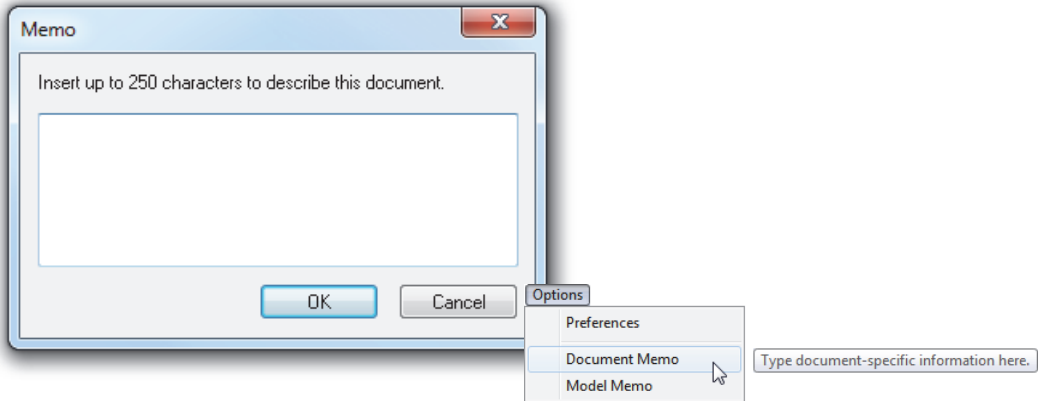 Memo
Insert up to 250 characters to describe this document.
OK
Cancel
Options
Preferences
Document Memo
Type document-specific information here.
Model Memo